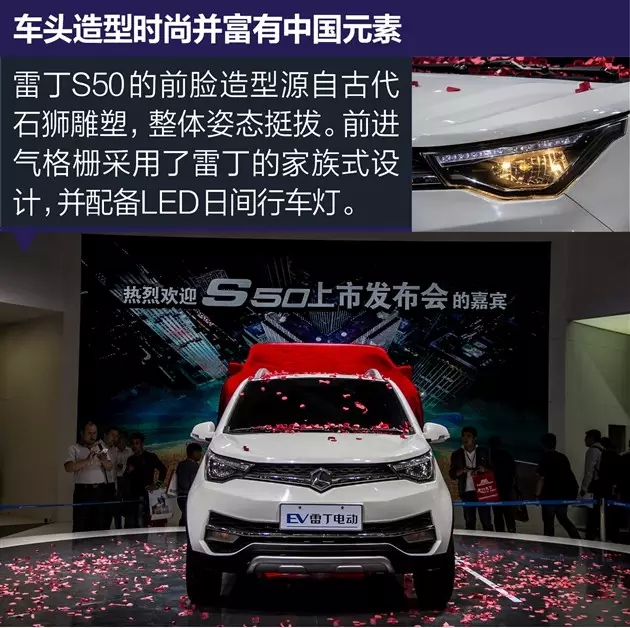 车头造型时尚并富有中国元素
雷丁S50的前脸造型源自古代
石狮雕塑，整体姿态挺拔。前进
气格栅采用了雷丁的家族式设
计，并配备LED日间行车灯。
热烈欢迎 S50上市发布会的嘉宾
EV雷丁电动